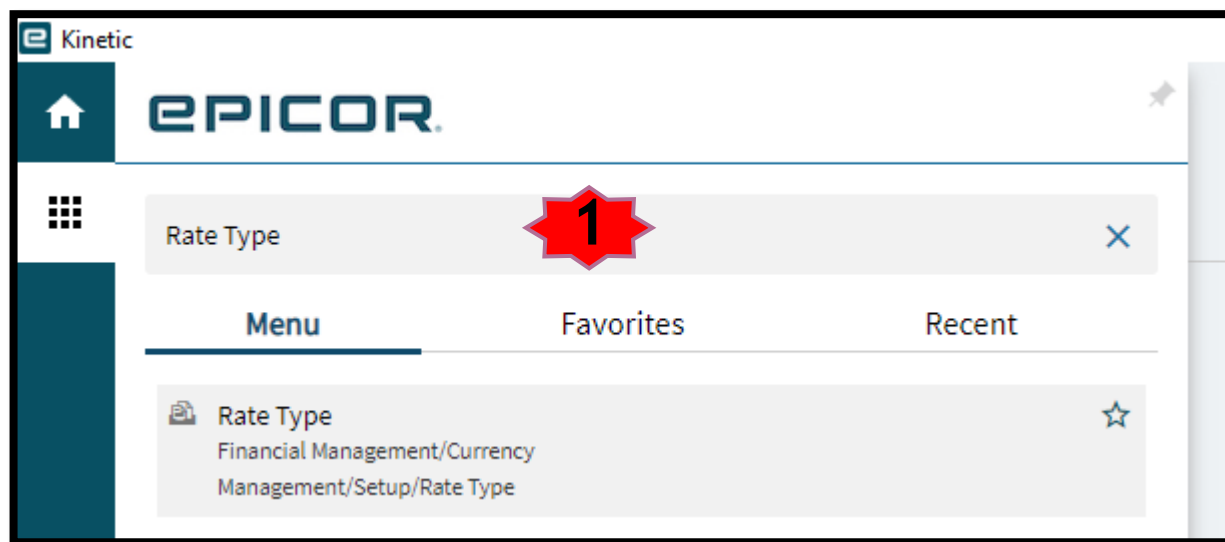 Kinetic
EPICOR.
Rate Type
1
Menu Favorites Recent
Rate Type
Financial Management/Currency
Management/Setup/Rate Type